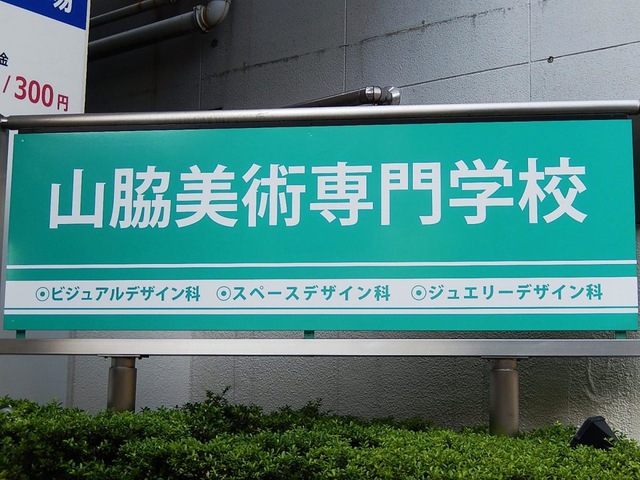 場
金
/300円
山脇美術専門学校
◉ビジュアルデザイン科 ◉スペースデザイン科 ◉ジュエリーデザイン科